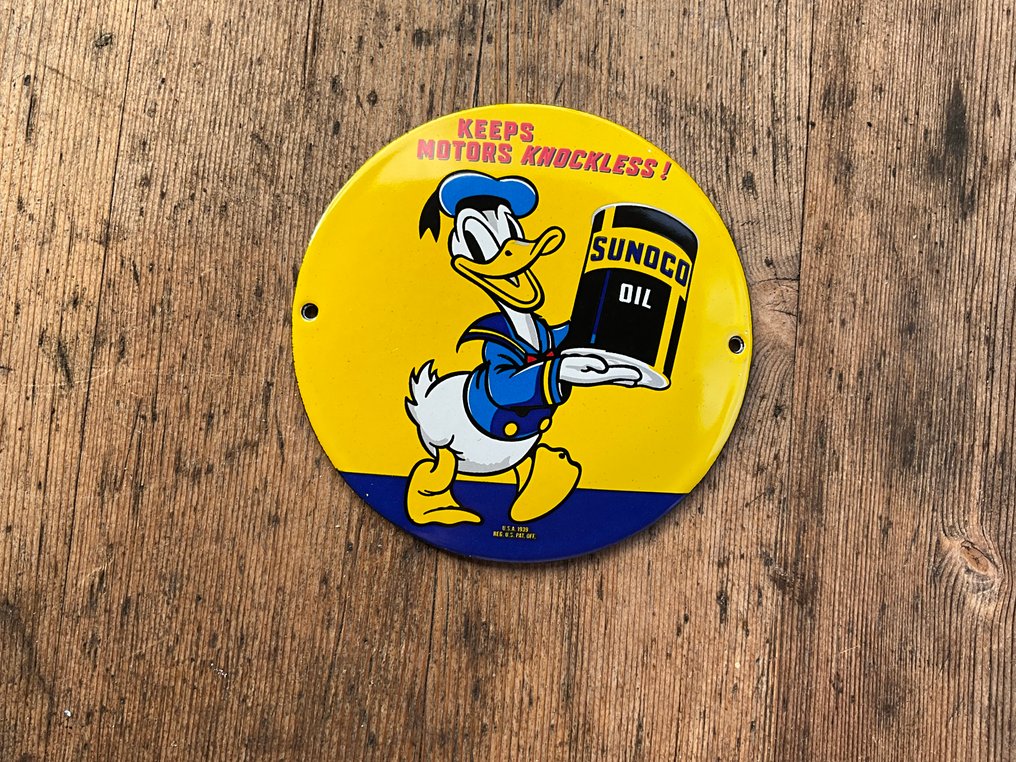 KEEPS
MOTORS KNOCKLESS!
SUNOCO
OIL
U.S.A. 1939
REG. U.S. PAT. OFF.